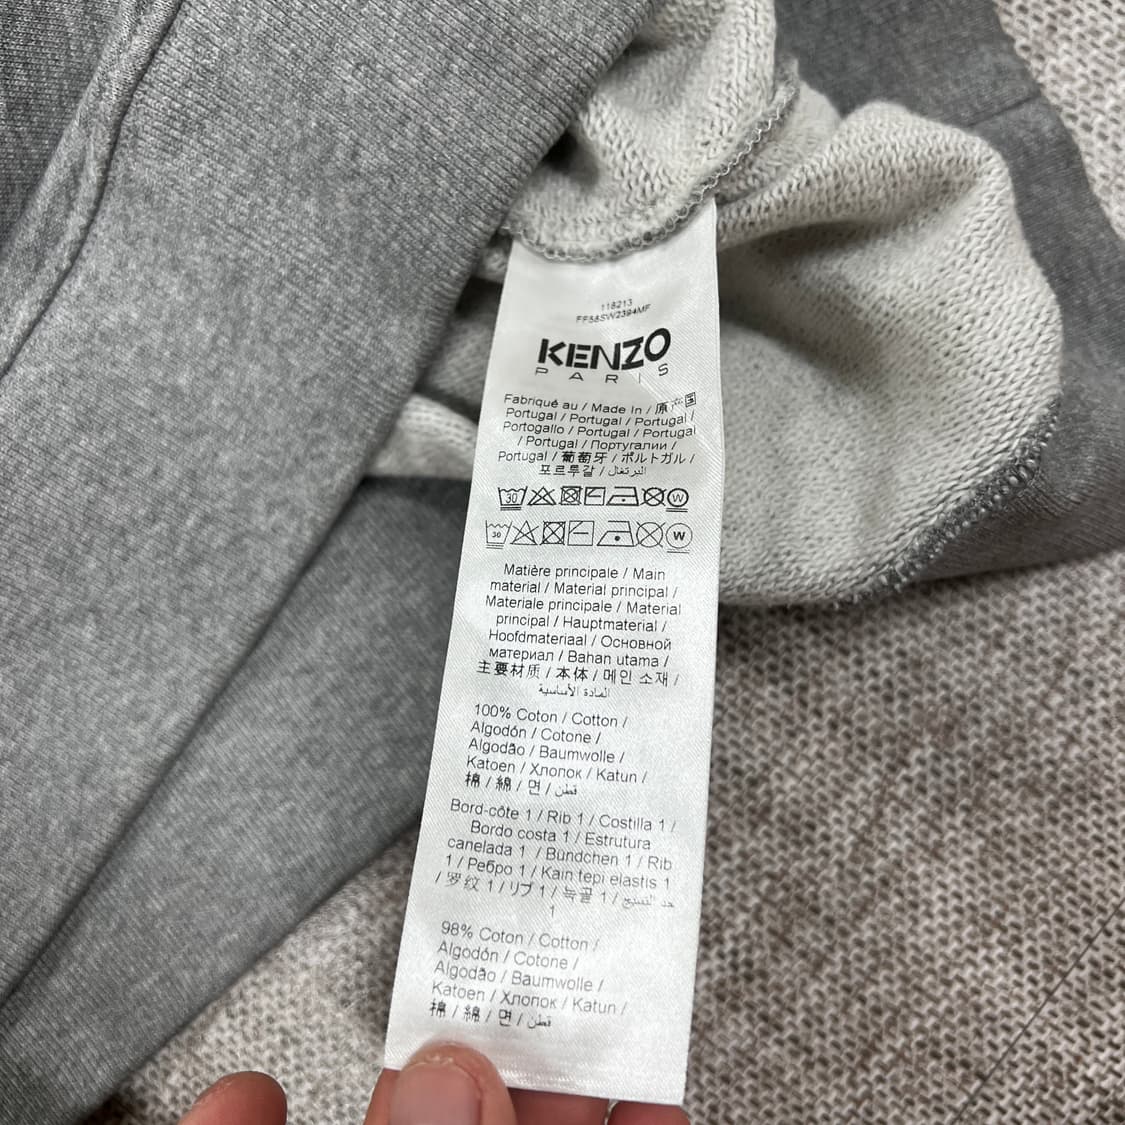 118213
FF58SW2394MF
KENZO
PARIS
Fabriqué au / Made In / 原产国
Portugal / Portugal / Portugal /
Portogallo / Portugal / Portugal
/ Portugal / Португалии /
Portugal / 葡萄牙 / ポルトガル /
포르투갈 / البرتغال
30 W
30 W
Matière principale / Main
material / Material principal /
Materiale principale / Material
principal / Hauptmaterial /
Hoofdmateriaal / Основной
материал / Bahan utama /
主要材质 / 本体 / 메인 소재 /
المادة الأساسية
100% Coton / Cotton /
Algodón / Cotone /
Algodão / Baumwolle /
Katoen / Хлопок / Katun /
棉 / 綿 / 면 / قطن
Bord-côte 1 / Rib 1 / Costilla 1 /
Bordo costa 1 / Estrutura
canelada 1 / Bündchen 1 / Rib
1 / Ребро 1 / Kain tepi elastis 1
/ 罗纹 1 / リブ 1 / 늑골 1 /
1
98% Coton / Cotton /
Algodón / Cotone /
Algodão / Baumwolle /
Katoen / Хлопок / Katun /
棉 / 綿 / 면 / قطن